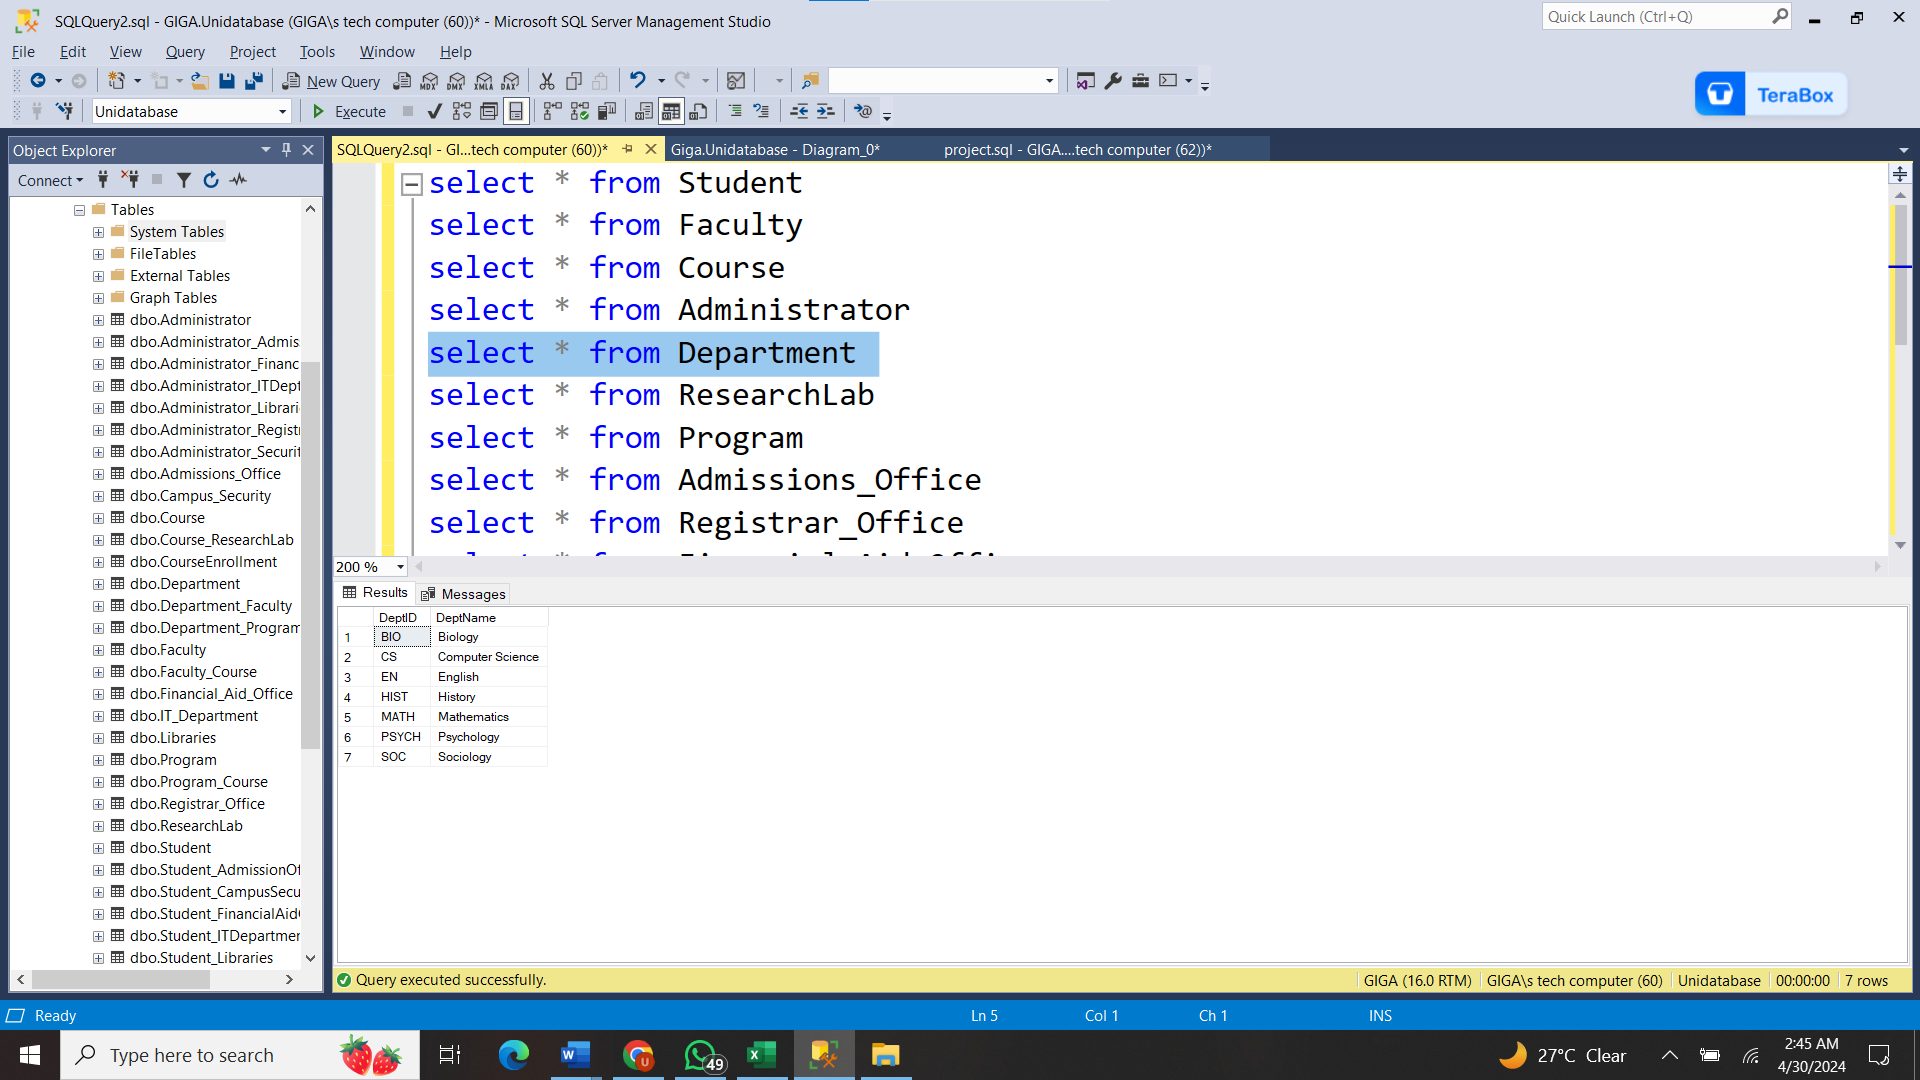 SQLQuery2.sql - GIGA.Unidatabase (GIGA\s tech computer (60))* - Microsoft SQL Server Management Studio
Quick Launch (Ctrl+Q)
File Edit View Query Project Tools Window Help
New Query MDX DMX XMLA DAX
TeraBox
Unidatabase Execute
Object Explorer
SQLQuery2.sql - GI...tech computer (60))* Giga.Unidatabase - Diagram_0* project.sql - GIGA....tech computer (62))*
Connect
Tables
System Tables
FileTables
External Tables
Graph Tables
dbo.Administrator
dbo.Administrator_Admis
dbo.Administrator_Financ
dbo.Administrator_ITDept
dbo.Administrator_Librari
dbo.Administrator_Registr
dbo.Administrator_Securit
dbo.Admissions_Office
dbo.Campus_Security
dbo.Course
dbo.Course_ResearchLab
dbo.CourseEnrollment
dbo.Department
dbo.Department_Faculty
dbo.Department_Program
dbo.Faculty
dbo.Faculty_Course
dbo.Financial_Aid_Office
dbo.IT_Department
dbo.Libraries
dbo.Program
dbo.Program_Course
dbo.Registrar_Office
dbo.ResearchLab
dbo.Student
dbo.Student_AdmissionOf
dbo.Student_CampusSecu
dbo.Student_FinancialAid
dbo.Student_ITDepartmer
dbo.Student_Libraries
select * from Student
select * from Faculty
select * from Course
select * from Administrator
select * from Department
select * from ResearchLab
select * from Program
select * from Admissions_Office
select * from Registrar_Office
200 %
Results Messages
DeptID DeptName
1 BIO Biology
2 CS Computer Science
3 EN English
4 HIST History
5 MATH Mathematics
6 PSYCH Psychology
7 SOC Sociology
Query executed successfully. GIGA (16.0 RTM) GIGA\s tech computer (60) Unidatabase 00:00:00 7 rows
Ready Ln 5 Col 1 Ch 1 INS
Type here to search 49 27°C Clear 2:45 AM
4/30/2024